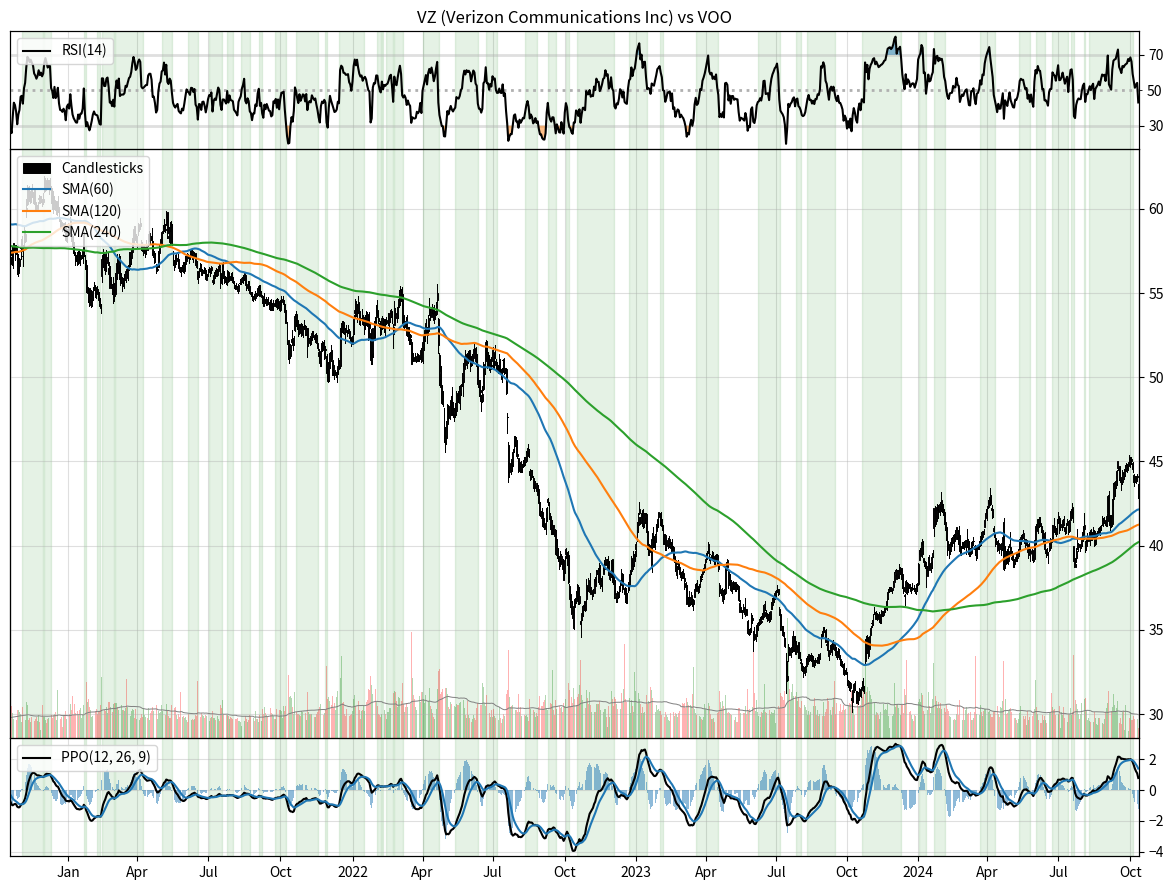 VZ (Verizon Communications Inc) vs VOO
RSI(14)
70
50
30
Candlesticks
SMA(60)
SMA(120)
SMA(240)
60
55
50
45
40
35
30
PPO(12, 26, 9)
2
0
−2
−4
Jan Apr Jul Oct 2022 Apr Jul Oct 2023 Apr Jul Oct 2024 Apr Jul Oct